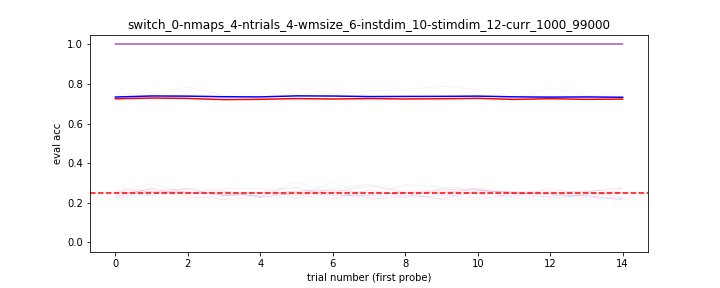 switch_0-nmaps_4-ntrials_4-wmsize_6-instdim_10-stimdim_12-curr_1000_99000
1.0
0.8
0.6
0.4
0.2
0.0
eval acc
0 2 4 6 8 10 12 14
trial number (first probe)